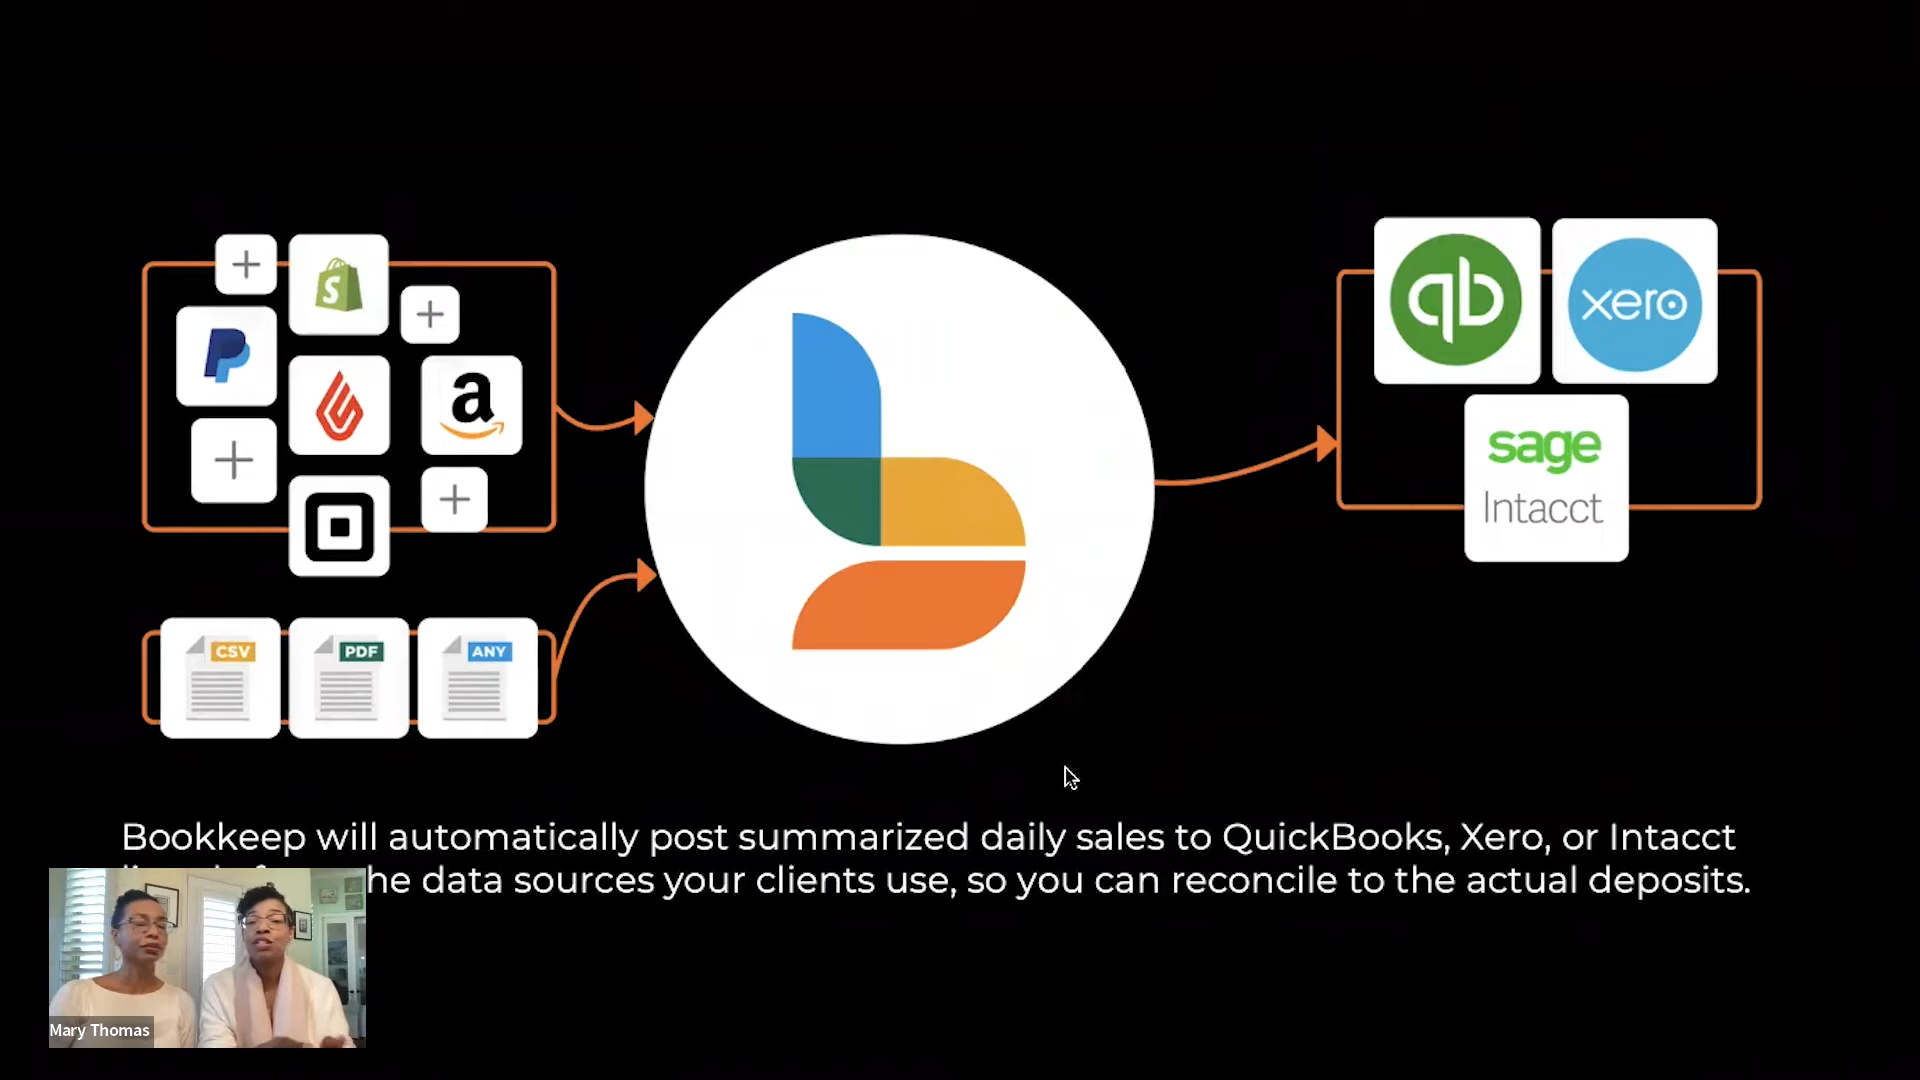 S
a
qb
xero
sage
Intacct
CSV
PDF
ANY
Bookkeep will automatically post summarized daily sales to QuickBooks, Xero, or Intacct
data sources your clients use, so you can reconcile to the actual deposits.
Mary Thomas